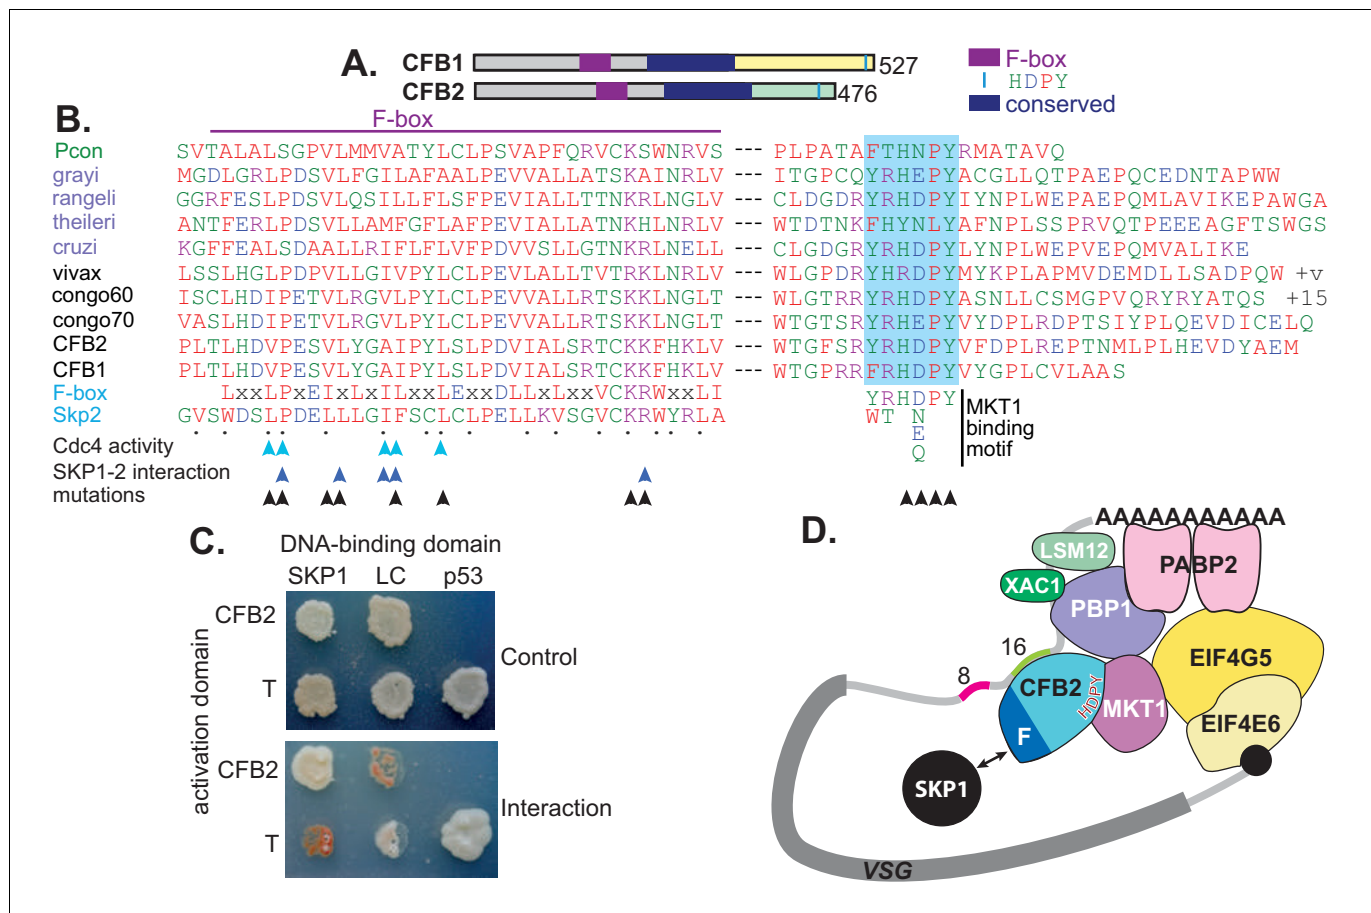 A.
CFB1
527
CFB2
476
F-box
HDPY
conserved
B.
F-box
Pcon SVTALALSGPVLMMVATYLCLPSVAPFQRVCKSWNRVS --- PLPATAFTHNPYRMATAVQ
grayi MGDLGRLPDSVLFGILAFAALPEVVALLATSKAINRLV --- ITGPCQYRHEPYACGLLQTPAEPQCEDNTAPWW
rangeli GGRFESLPDSVLQSILLFLSFPEVIALLATTNKRLNGLV --- CLDGDRYRHDPYIYNPLWEPAEPQMLAVIKEPAWGA
theileri ANTFERLPDSVLLAMFGFLAFPEVIALLATNKHLNRLV --- WTDTNKFHYNLYAFNPLSSPRVQTPEEEAGFTSWGS
cruzi KGFFEALSDAALLRIFLFLVFPDVVSLLGTNKRLNELL --- CLGDGRYRHDPYLYNPLWEPVEPQMVALIKE
vivax LSSLHGLPDPVLLGIVPYLCLPEVLALLTVTRKLNRLV --- WLGPDRYHRDPYMYKPLAPMVDEMDLLSADPQW +v
congo60 ISCLHDIPETVLRGVLPYLCLPEVVALLRTSKKLNGLT --- WLGTRRYRHDPYASNLLCSMGPVQRYRYATQS +15
congo70 VASLHDIPETVLRGVLPYLCLPEVVALLRTSKKLNGLT --- WTGTSRYRHEPYVYDPLRDPTSIYPLQEVDICELQ
CFB2 PLTLHDVPESVLYGAIPYLSLPDVIALSRTCKKFHKLV --- WTGFSRYRHDPYVFDPLREPTNMLPLHEVDYAEM
CFB1 PLTLHDVPESVLYGAIPYLSLPDVIALSRTCKKFHKLV --- WTGPRRFRHDPYVYGPLCVLAAS
F-box LxxLPxEIxLxILxxLExxDLLxLxxVCKRWxxLI YRHDPY
Skp2 GVSWDSLPDELLLGIFSCLCLPELLKVSGVCKRWYRLA WT N
E
Q
MKT1
binding
motif
Cdc4 activity
SKP1-2 interaction
mutations
C.
DNA-binding domain
SKP1 LC p53
activation domain
CFB2
T
Control
CFB2
T
Interaction
D.
AAAAAAAAAAA
LSM12
PABP2
XAC1
PBP1
16
8
EIF4G5
CFB2
HDPY
MKT1
F
EIF4E6
SKP1
VSG